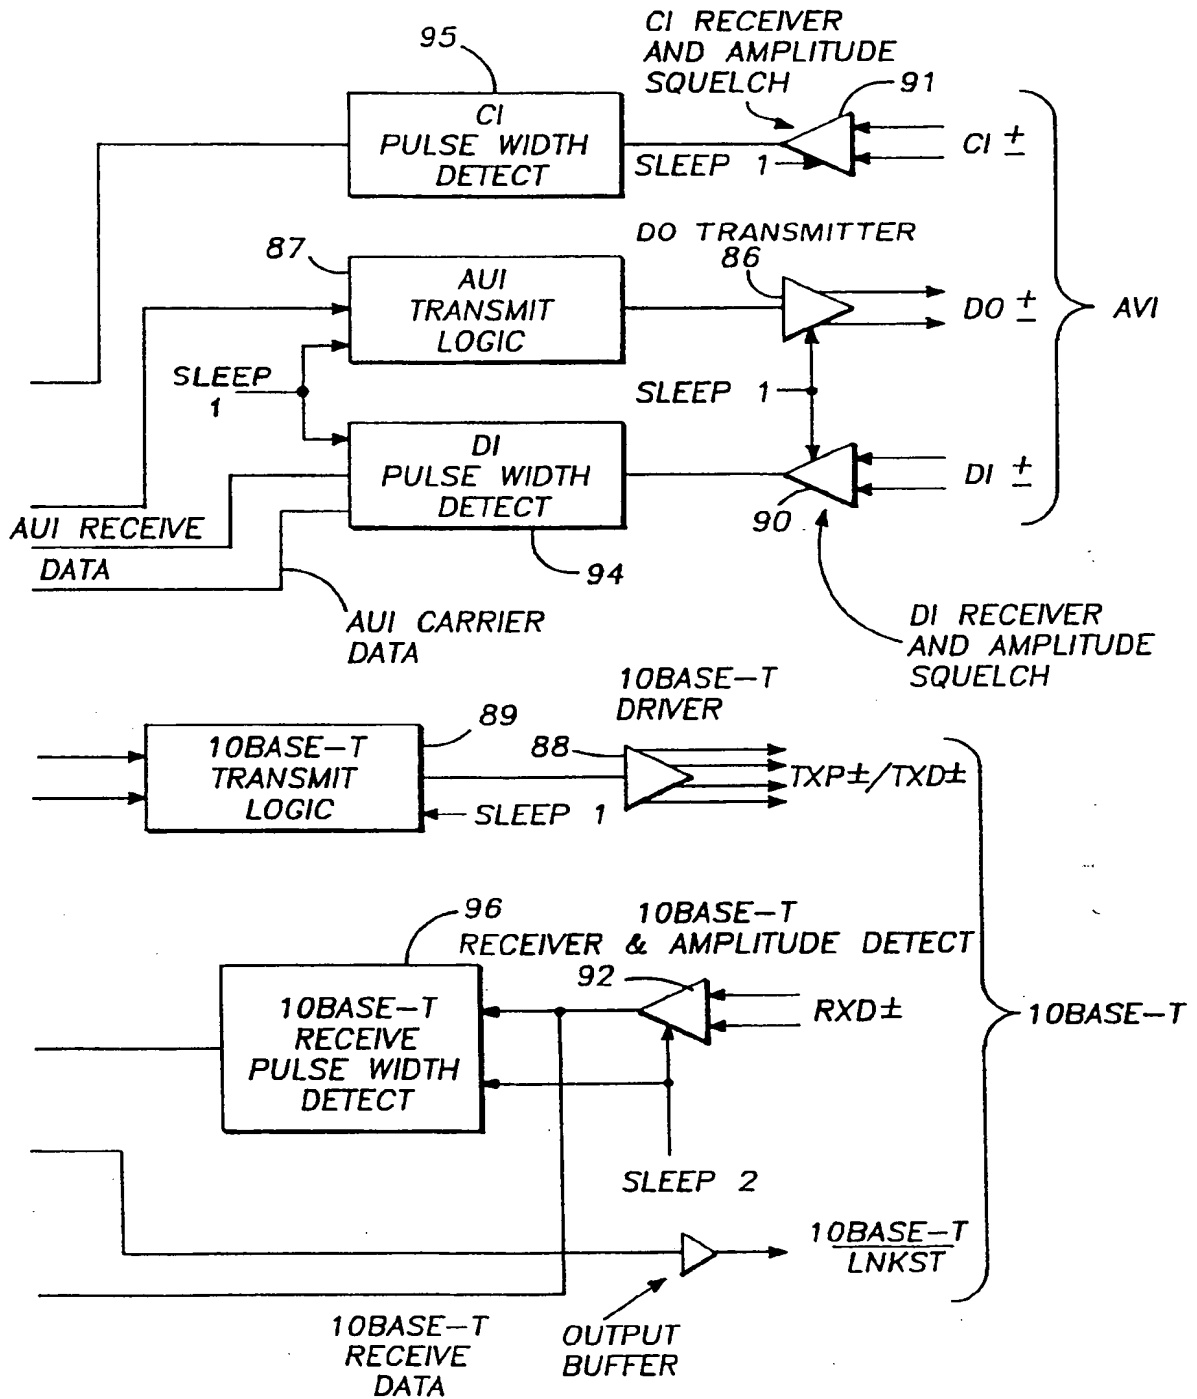 95
CI RECEIVER
AND AMPLITUDE
SQUELCH
91
CI
PULSE WIDTH
DETECT
SLEEP 1
CI ±
87
AUI
TRANSMIT
LOGIC
DO TRANSMITTER
86
DO ±
AVI
SLEEP
1
SLEEP 1
DI
PULSE WIDTH
DETECT
DI ±
90
94
AUI RECEIVE
DATA
AUI CARRIER
DATA
DI RECEIVER
AND AMPLITUDE
SQUELCH
10BASE-T
DRIVER
89
88
10BASE-T
TRANSMIT
LOGIC
TXP±/TXD±
SLEEP 1
96
10BASE-T
RECEIVER & AMPLITUDE DETECT
92
10BASE-T
RECEIVE
PULSE WIDTH
DETECT
RXD±
10BASE-T
SLEEP 2
10BASE-T
LNKST
10BASE-T
RECEIVE
DATA
OUTPUT
BUFFER